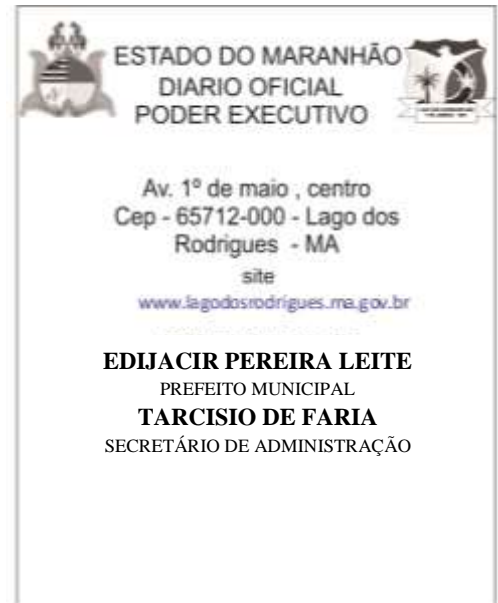 ESTADO DO MARANHÃO
DIARIO OFICIAL
PODER EXECUTIVO
Av. 1º de maio , centro
Cep - 65712-000 - Lago dos
Rodrigues - MA
site
www.lagodosrodrigues.ma.gov.br
EDIJACIR PEREIRA LEITE
PREFEITO MUNICIPAL
TARCISIO DE FARIA
SECRETÁRIO DE ADMINISTRAÇÃO